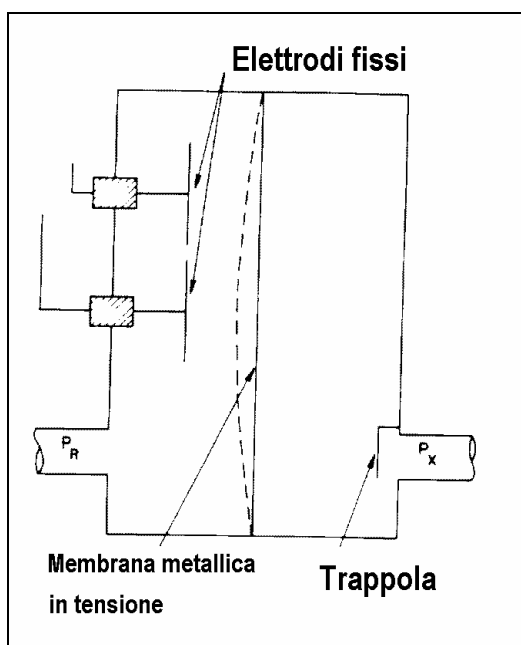 Elettrodi fissi
P_R
P_X
Membrana metallica
in tensione
Trappola